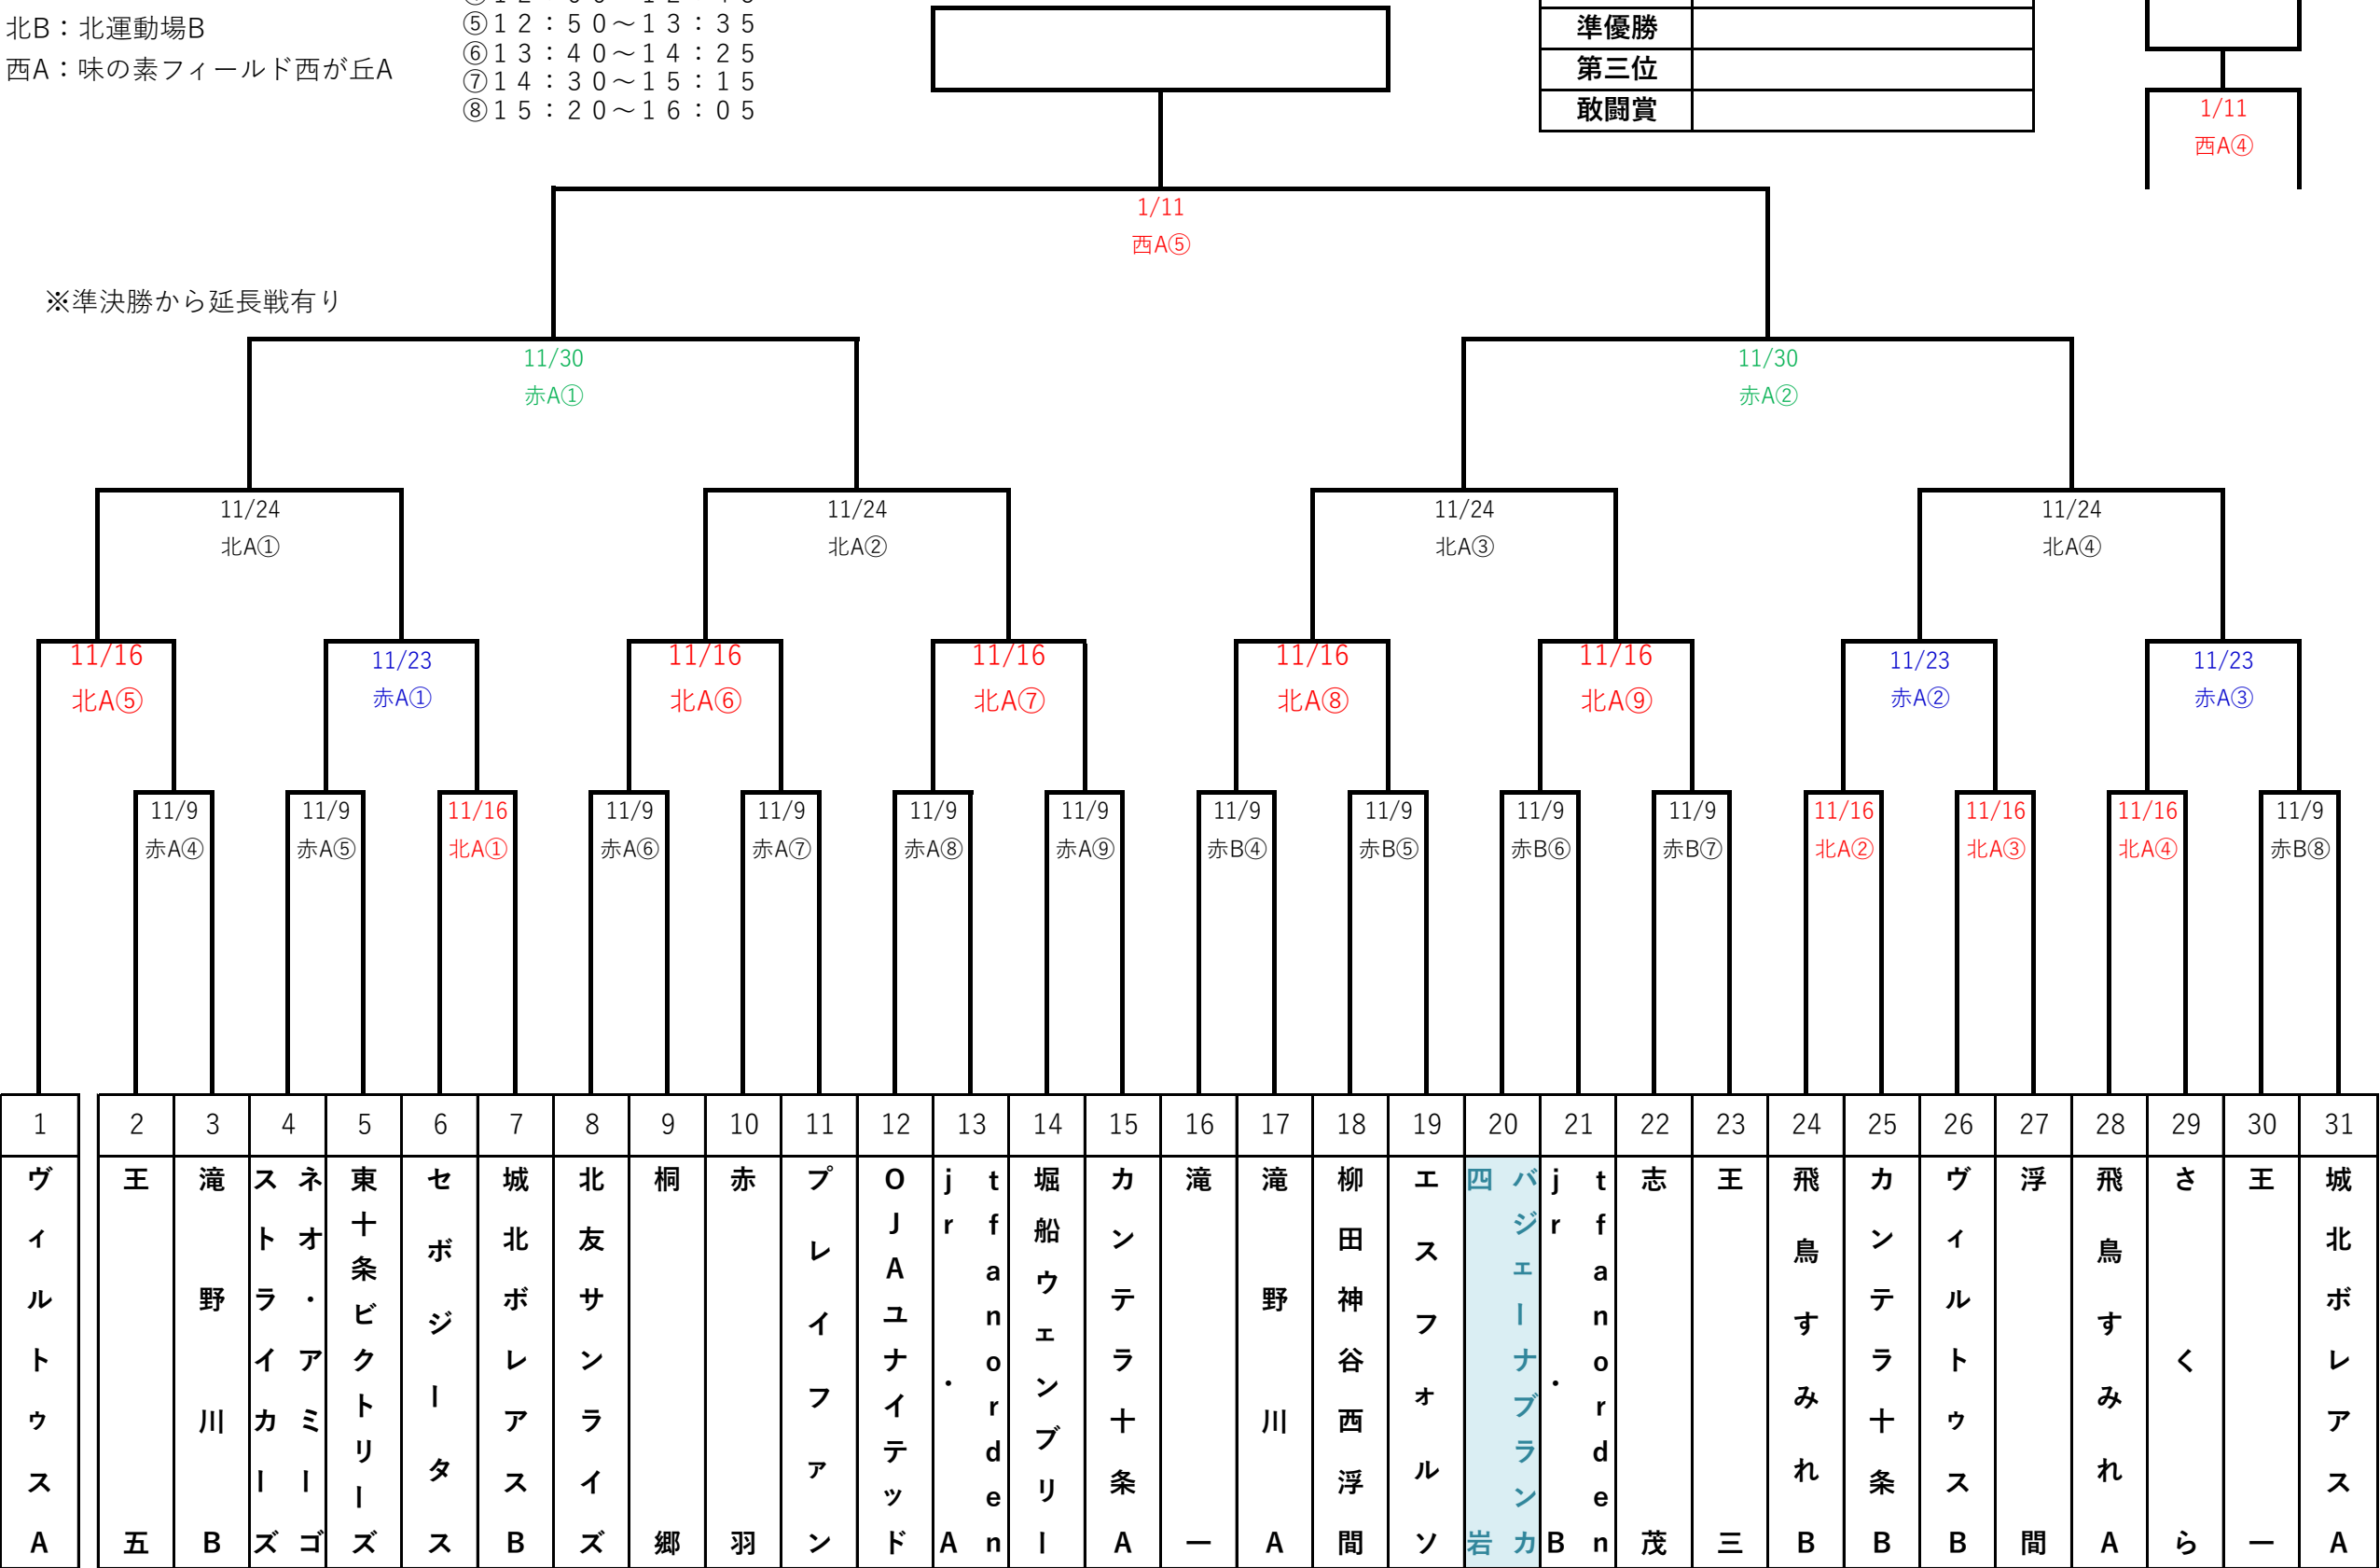 北B：北運動場B
西A：味の素フィールド西が丘A
⑤１２：５０～１３：３５
⑥１３：４０～１４：２５
⑦１４：３０～１５：１５
⑧１５：２０～１６：０５
準優勝
第三位
敢闘賞
1/11
西A④
1/11
西A⑤
※準決勝から延長戦有り
11/30
赤A①
11/30
赤A②
11/24
北A①
11/24
北A②
11/24
北A③
11/24
北A④
11/16
北A⑤
11/23
赤A①
11/16
北A⑥
11/16
北A⑦
11/16
北A⑧
11/16
北A⑨
11/23
赤A②
11/23
赤A③
11/9
赤A④
11/9
赤A⑤
11/16
北A①
11/9
赤A⑥
11/9
赤A⑦
11/9
赤A⑧
11/9
赤A⑨
11/9
赤B④
11/9
赤B⑤
11/9
赤B⑥
11/9
赤B⑦
11/16
北A②
11/16
北A③
11/16
北A④
11/9
赤B⑧
1
ヴィルトゥスA
2
王五
3
滝野川B
4
ネオ・アミーゴ
ストライカーズ
5
東十条ビクトリーズ
6
セボジータス
7
城北ボレアスB
8
北友サンライズ
9
桐郷
10
赤羽
11
プレイファン
12
OJAユナイテッド
13
tfanorden
jr.A
14
堀船ウェンブリー
15
カンテラ十条A
16
滝一
17
滝野川A
18
柳田神谷西浮間
19
エスフォルソ
20
バジェーナブランカ
四岩
21
tfanorden
jr.B
22
志茂
23
王三
24
飛鳥すみれB
25
カンテラ十条B
26
ヴィルトゥスB
27
浮間
28
飛鳥すみれA
29
さくら
30
王一
31
城北ボレアスA